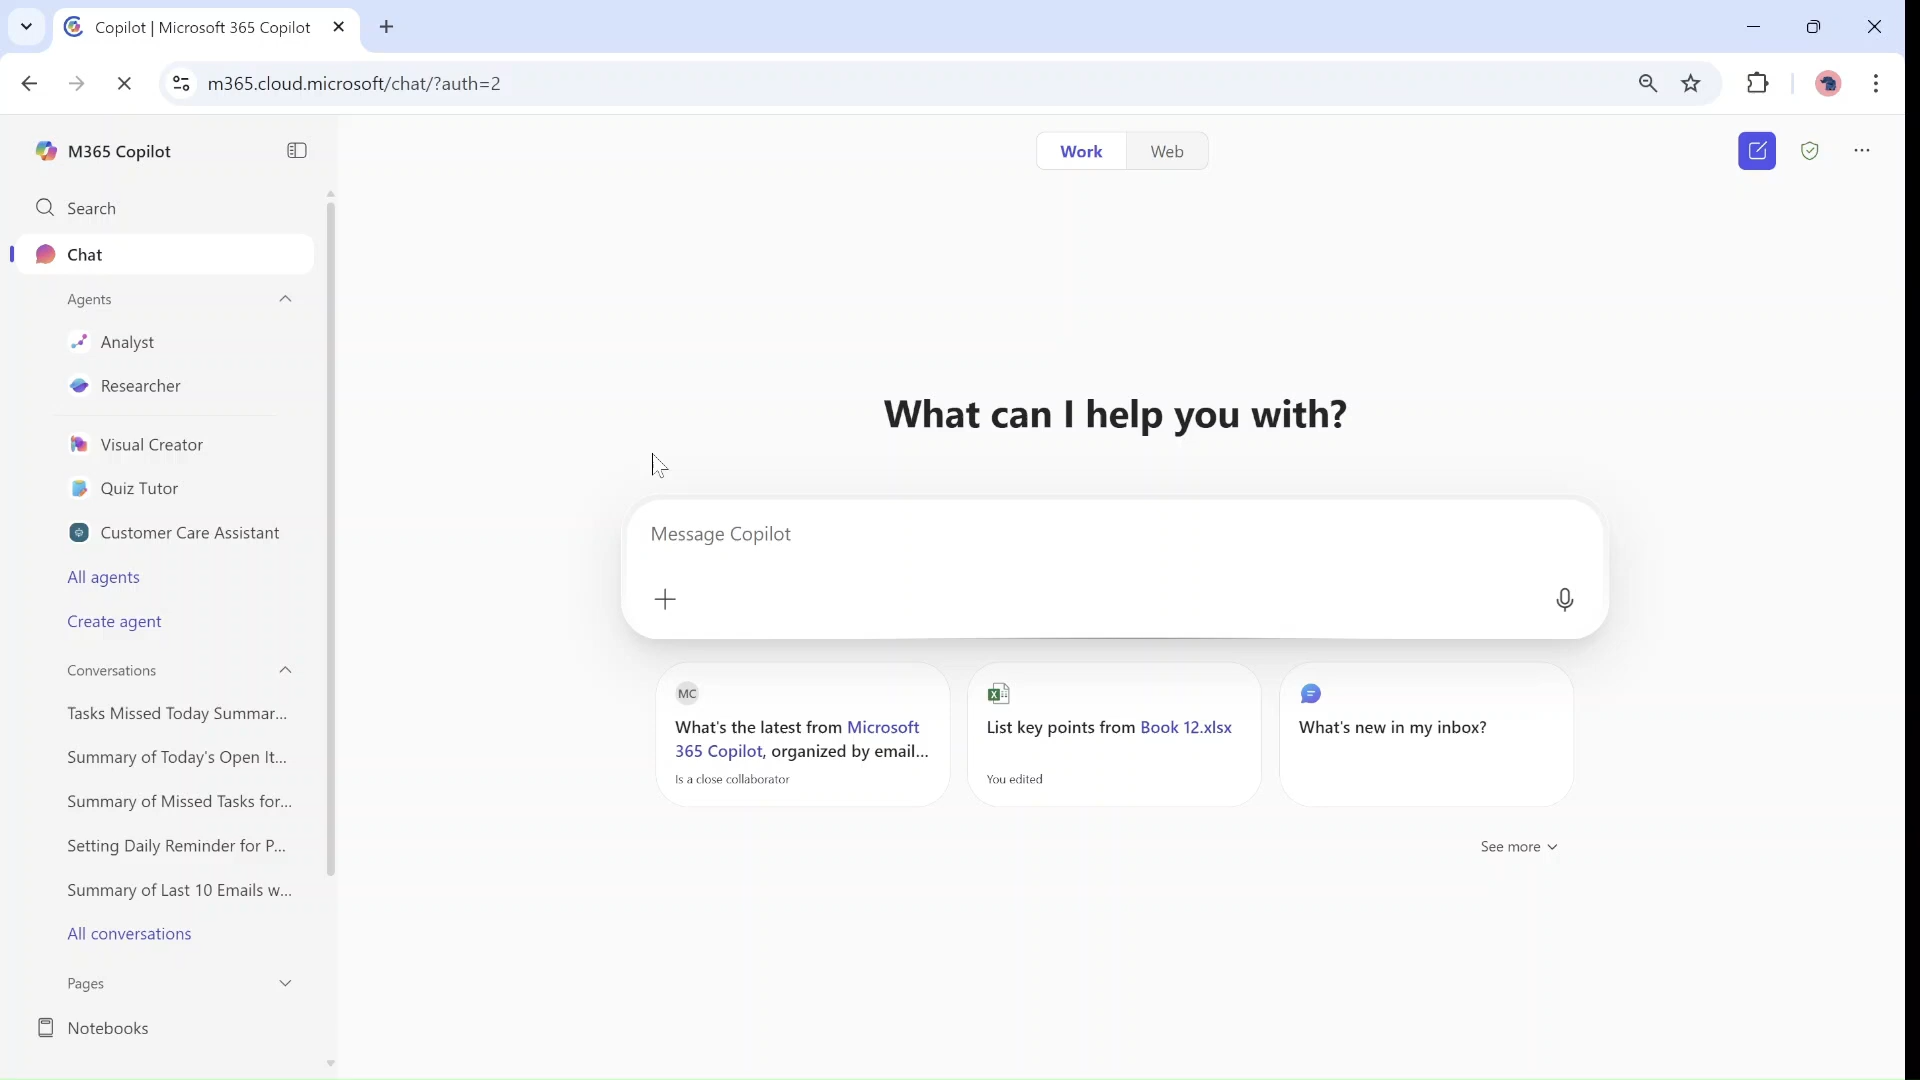 Copilot | Microsoft 365 Copilot
m365.cloud.microsoft/chat/?auth=2
M365 Copilot
Search
Chat
Agents
Analyst
Researcher
Visual Creator
Quiz Tutor
Customer Care Assistant
All agents
Create agent
Conversations
Tasks Missed Today Summar...
Summary of Today's Open It...
Summary of Missed Tasks for...
Setting Daily Reminder for P...
Summary of Last 10 Emails w...
All conversations
Pages
Notebooks
Work
Web
What can I help you with?
Message Copilot
MC
What's the latest from Microsoft
365 Copilot, organized by email...
Is a close collaborator
List key points from Book 12.xlsx
You edited
What's new in my inbox?
See more